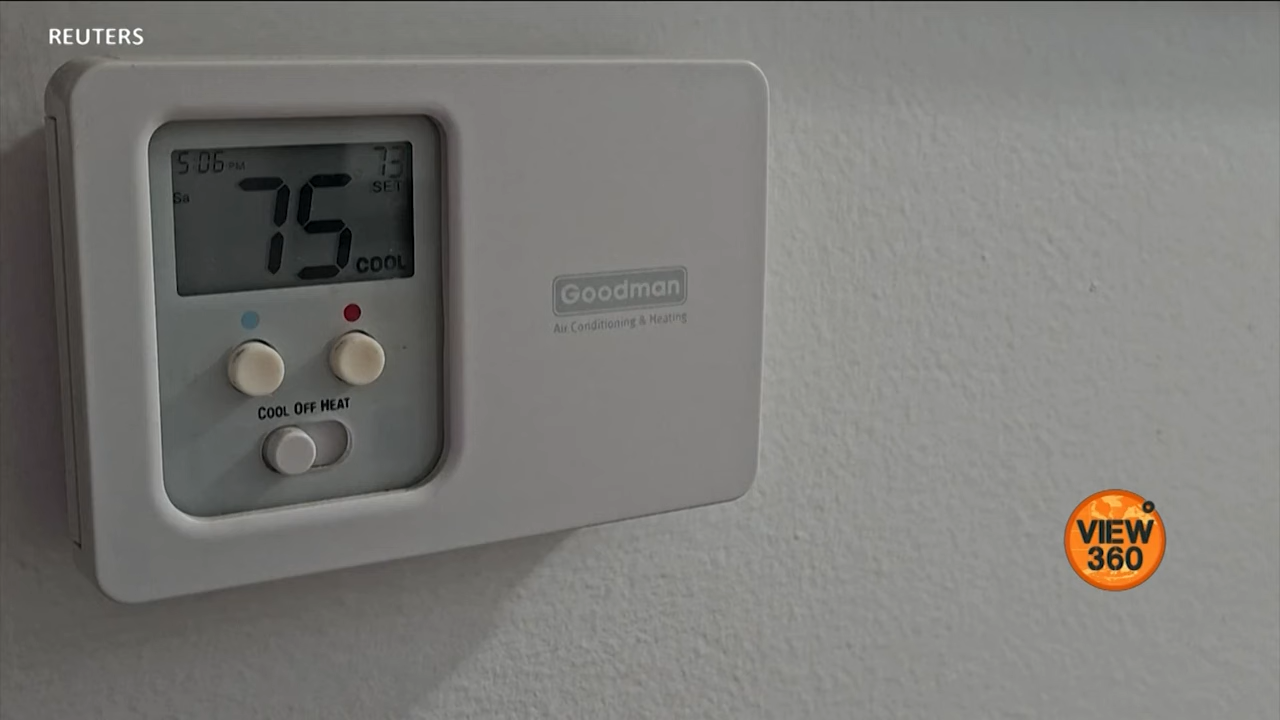 REUTERS
5:06 PM
73
SET
Sa
75
COOL
Goodman
Air Conditioning & Heating
COOL OFF HEAT
VIEW°
360